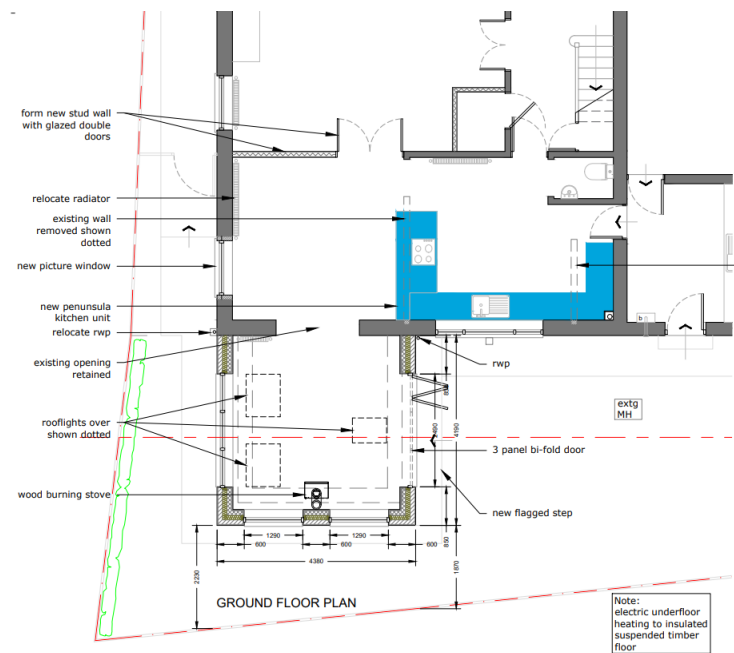 form new stud wall
with glazed double
doors
relocate radiator
existing wall
removed shown
dotted
new picture window
new penunsula
kitchen unit
relocate rwp
existing opening
retained
rooflights over
shown dotted
wood burning stove
rwp
extg
MH
3 panel bi-fold door
new flagged step
b
850
2490
4190
850
1870
1290
1290
600
600
600
4380
2230
GROUND FLOOR PLAN
Note:
electric underfloor
heating to insulated
suspended timber
floor